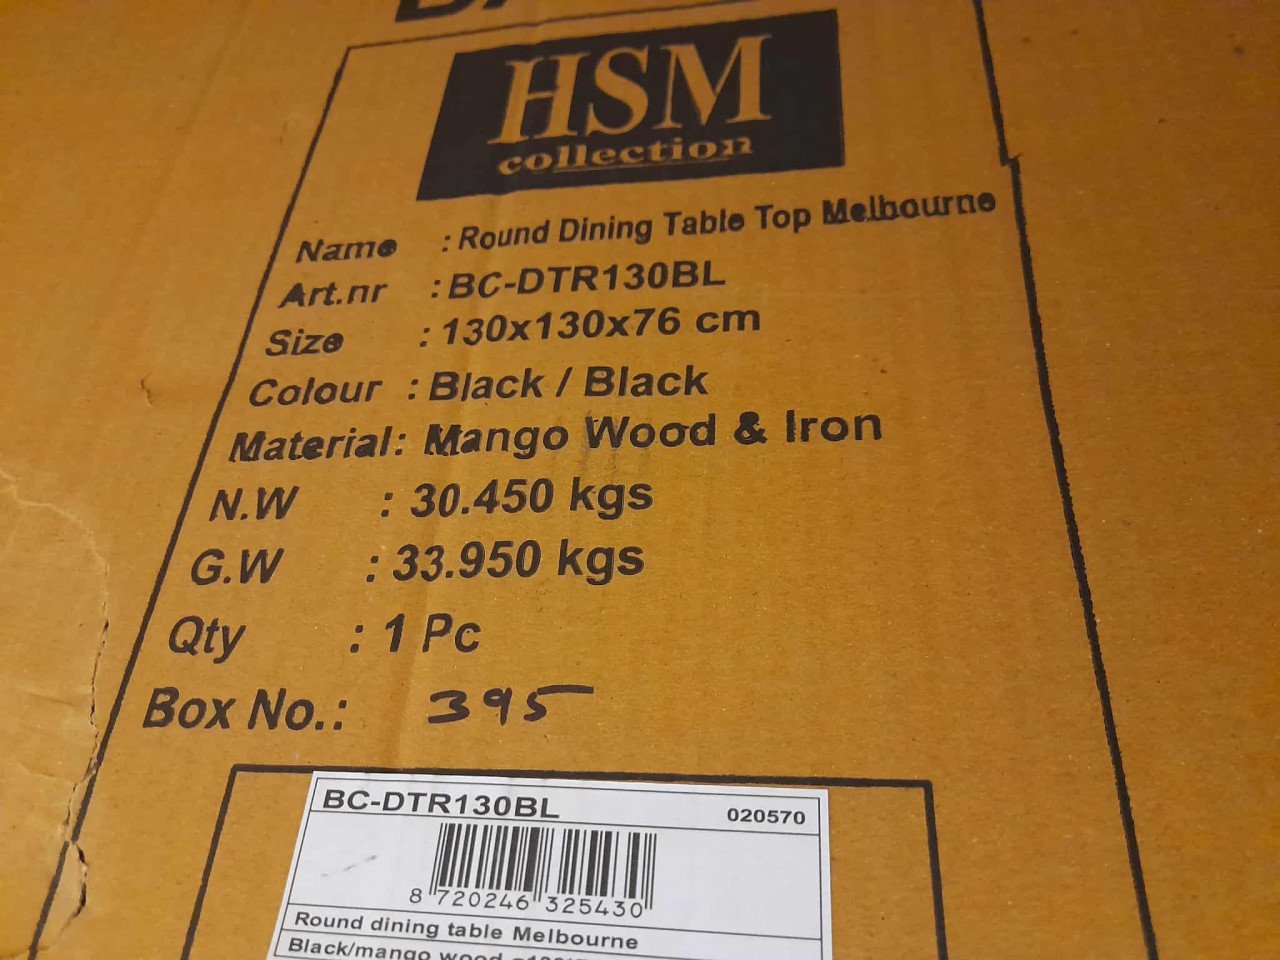 HSM
collection
Name : Round Dining Table Top Melbourne
Art.nr : BC-DTR130BL
Size : 130x130x76 cm
Colour : Black / Black
Material: Mango Wood & Iron
N.W : 30.450 kgs
G.W : 33.950 kgs
Qty : 1 Pc
Box No.: 395
BC-DTR130BL 020570
8 720246 325430
Round dining table Melbourne
Black/mango wood